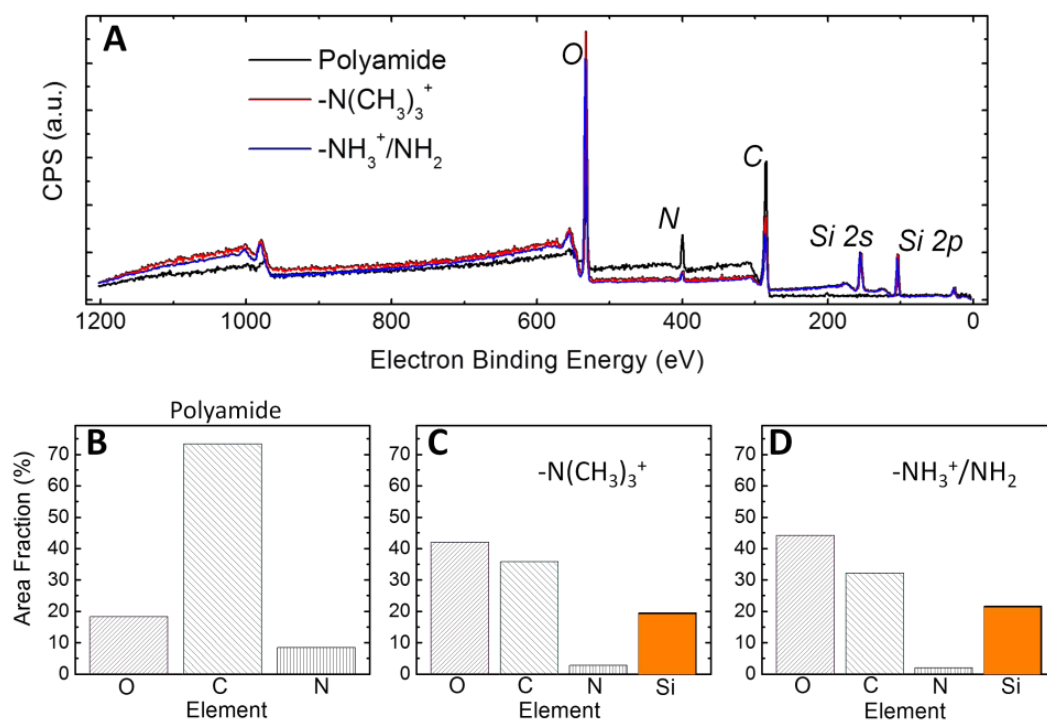 A
Polyamide
-N(CH₃)₃⁺
-NH₃⁺/NH₂
O
N
C
Si 2s
Si 2p
CPS (a.u.)
1200 1000 800 600 400 200 0
Electron Binding Energy (eV)
Polyamide
B
Area Fraction (%)
70
60
50
40
30
20
10
0
O C N
Element
C
-N(CH₃)₃⁺
70
60
50
40
30
20
10
0
O C N Si
Element
D
-NH₃⁺/NH₂
70
60
50
40
30
20
10
0
O C N Si
Element